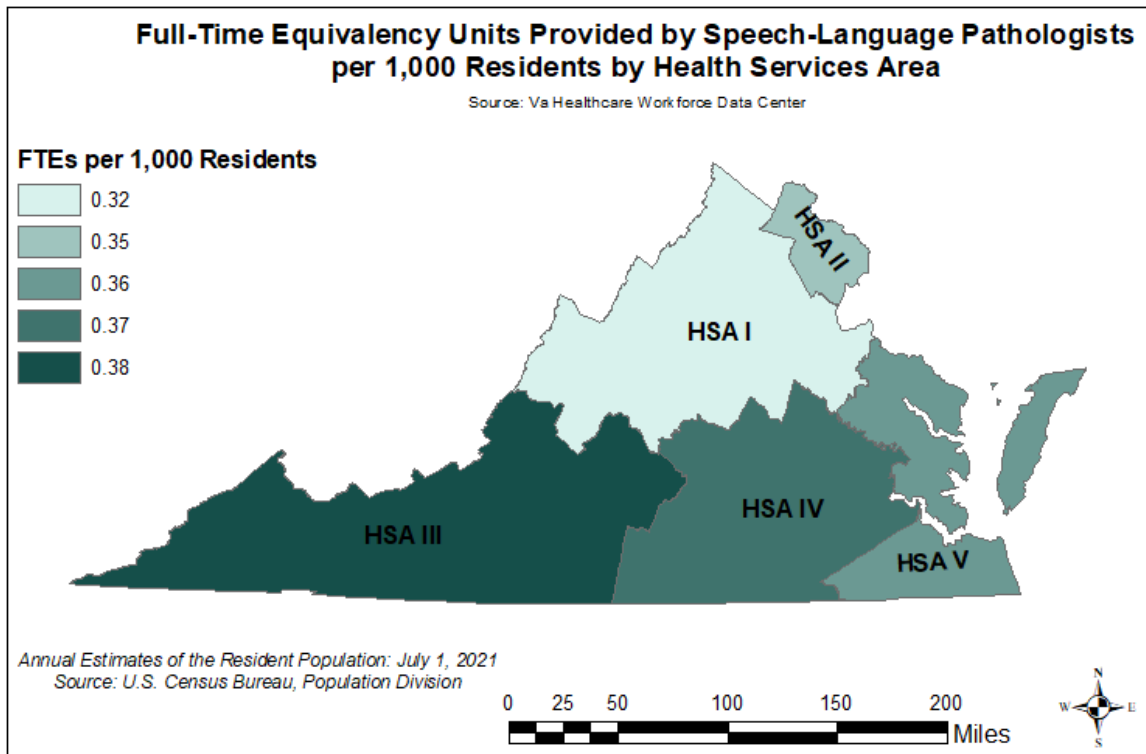 Full-Time Equivalency Units Provided by Speech-Language Pathologists
per 1,000 Residents by Health Services Area
Source: Va Healthcare Workforce Data Center
FTEs per 1,000 Residents
0.32
0.35
0.36
0.37
0.38
HSA II
HSA I
HSA III
HSA IV
HSA V
Annual Estimates of the Resident Population: July 1, 2021
Source: U.S. Census Bureau, Population Division
0 25 50 100 150 200
Miles
N
W E
S